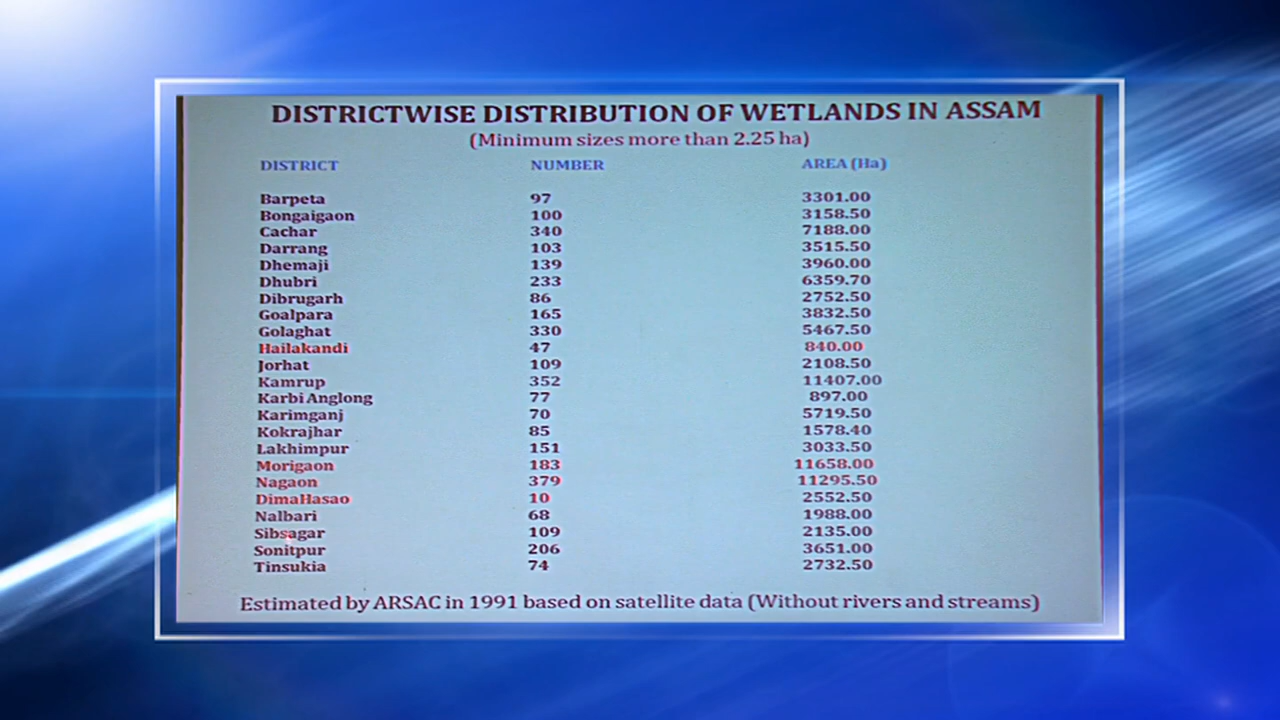 DISTRICTWISE DISTRIBUTION OF WETLANDS IN ASSAM
(Minimum sizes more than 2.25 ha)
DISTRICT NUMBER AREA (Ha)
Barpeta 97 3301.00
Bongaigaon 100 3158.50
Cachar 340 7188.00
Darrang 103 3515.50
Dhemaji 139 3960.00
Dhubri 233 6359.70
Dibrugarh 86 2752.50
Goalpara 165 3832.50
Golaghat 330 5467.50
Hailakandi 47 840.00
Jorhat 109 2108.50
Kamrup 352 11407.00
Karbi Anglong 77 897.00
Karimganj 70 5719.50
Kokrajhar 85 1578.40
Lakhimpur 151 3033.50
Morigaon 183 11658.00
Nagaon 379 11295.50
DimaHasao 10 2552.50
Nalbari 68 1988.00
Sibsagar 109 2135.00
Sonitpur 206 3651.00
Tinsukia 74 2732.50
Estimated by ARSAC in 1991 based on satellite data (Without rivers and streams)